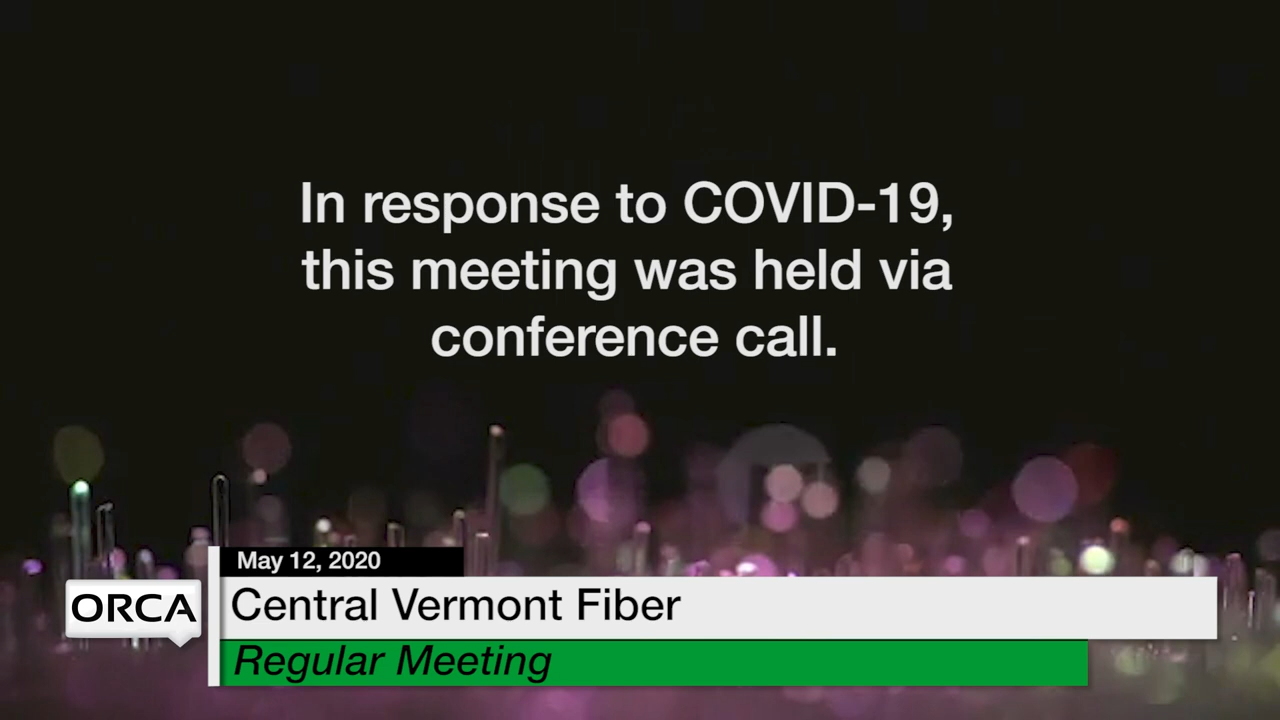 In response to COVID-19,
this meeting was held via
conference call.
May 12, 2020
ORCA
Central Vermont Fiber
Regular Meeting